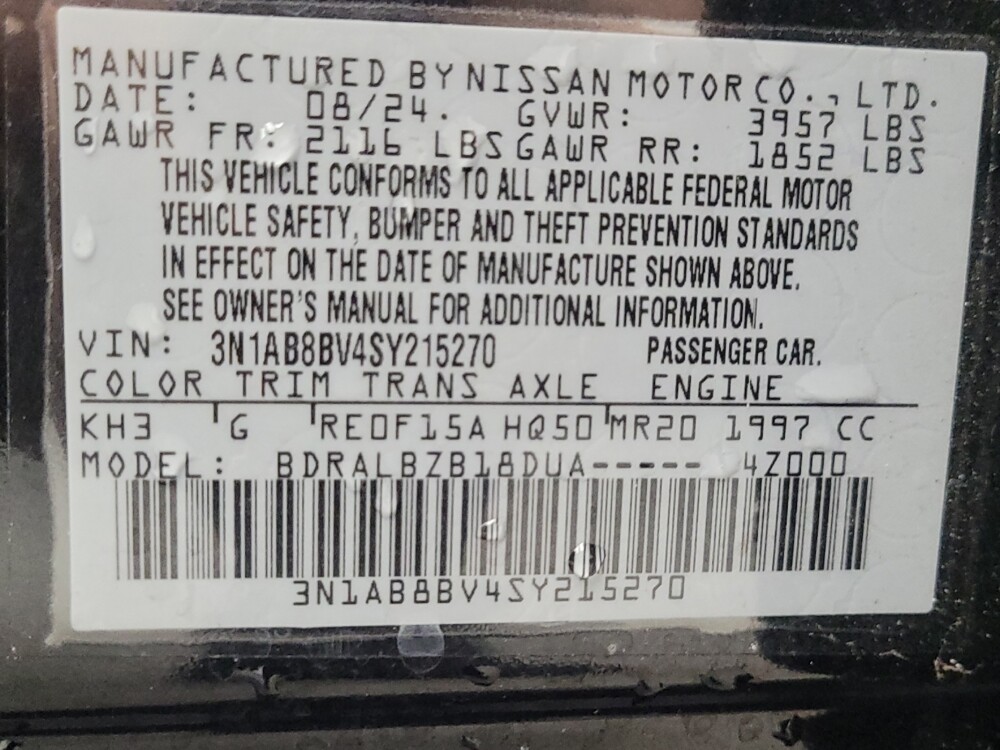 MANUFACTURED BY NISSAN MOTOR CO., LTD.
DATE: 08/24. GVWR: 3957 LBS
GAWR FR: 2116 LBS GAWR RR: 1852 LBS
THIS VEHICLE CONFORMS TO ALL APPLICABLE FEDERAL MOTOR
VEHICLE SAFETY, BUMPER AND THEFT PREVENTION STANDARDS
IN EFFECT ON THE DATE OF MANUFACTURE SHOWN ABOVE.
SEE OWNER'S MANUAL FOR ADDITIONAL INFORMATION.
VIN: 3N1AB8BV4SY215270 PASSENGER CAR.
COLOR TRIM TRANS AXLE ENGINE
KH3 G RE0F15A HQ50 MR20 1997 CC
MODEL: BDRALBZB18DUA----- 4Z000
3N1AB8BV4SY215270